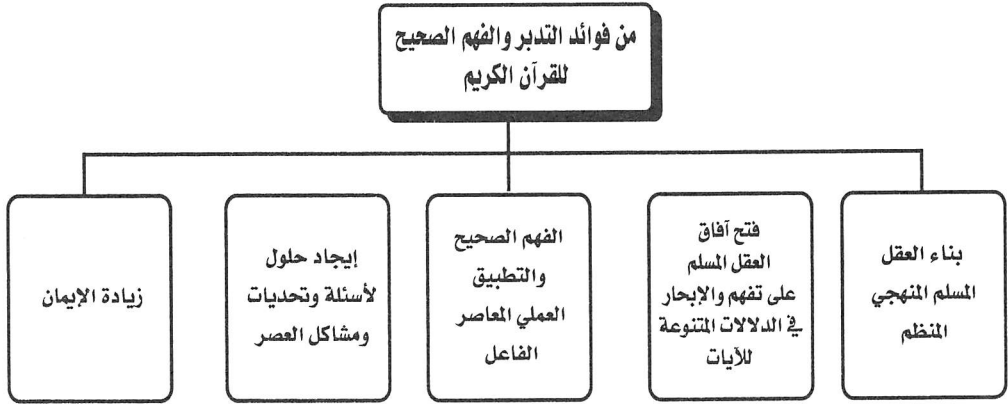 من فوائد التدبر والفهم الصحيح
للقرآن الكريم
بناء العقل
المسلم المنهجي
المنظم
فتح آفاق
العقل المسلم
على تفهم والإبحار
في الدلالات المتنوعة
للآيات
الفهم الصحيح
والتطبيق
العملي المعاصر
الفاعل
إيجاد حلول
لأسئلة وتحديات
ومشاكل العصر
زيادة الإيمان